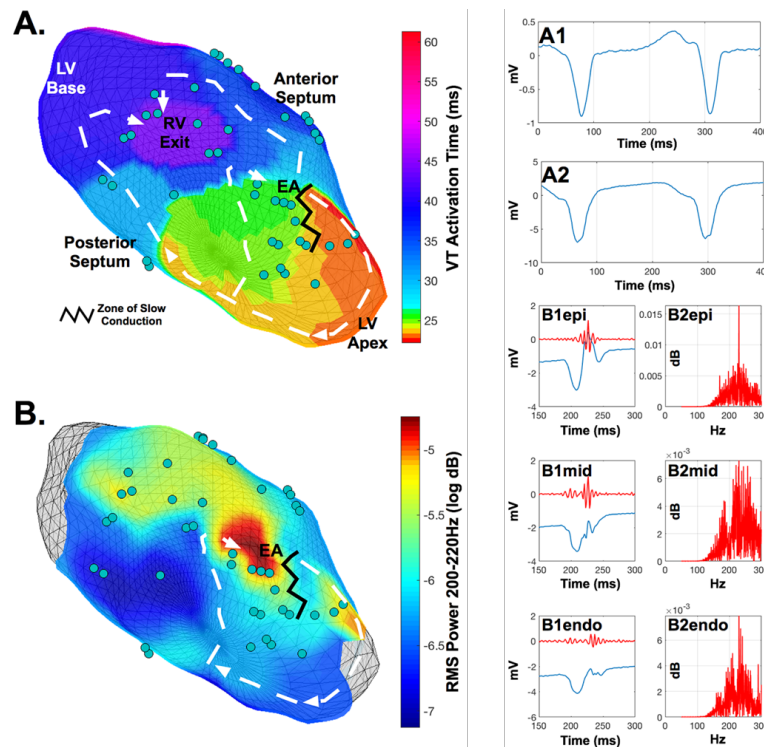 A.
LV
Base
Anterior
Septum
RV
Exit
EA
Posterior
Septum
Zone of Slow
Conduction
LV
Apex
60
55
50
45
40
35
30
25
VT Activation Time (ms)
B.
EA
-5
-5.5
-6
-6.5
-7
RMS Power 200-220Hz (log dB)
A1
0.5
0
-0.5
-1
mV
0 100 200 300 400
Time (ms)
A2
5
0
-5
-10
mV
0 100 200 300 400
Time (ms)
B1epi
2
0
-2
-4
mV
150 200 250 300
Time (ms)
B2epi
0.015
0.01
0.005
0
dB
0 100 200 300
Hz
B1mid
2
0
-2
-4
mV
150 200 250 300
Time (ms)
×10⁻³
B2mid
6
4
2
0
dB
0 100 200 300
Hz
B1endo
2
0
-2
-4
-6
mV
150 200 250 300
Time (ms)
×10⁻³
B2endo
6
4
2
0
dB
0 100 200 300
Hz